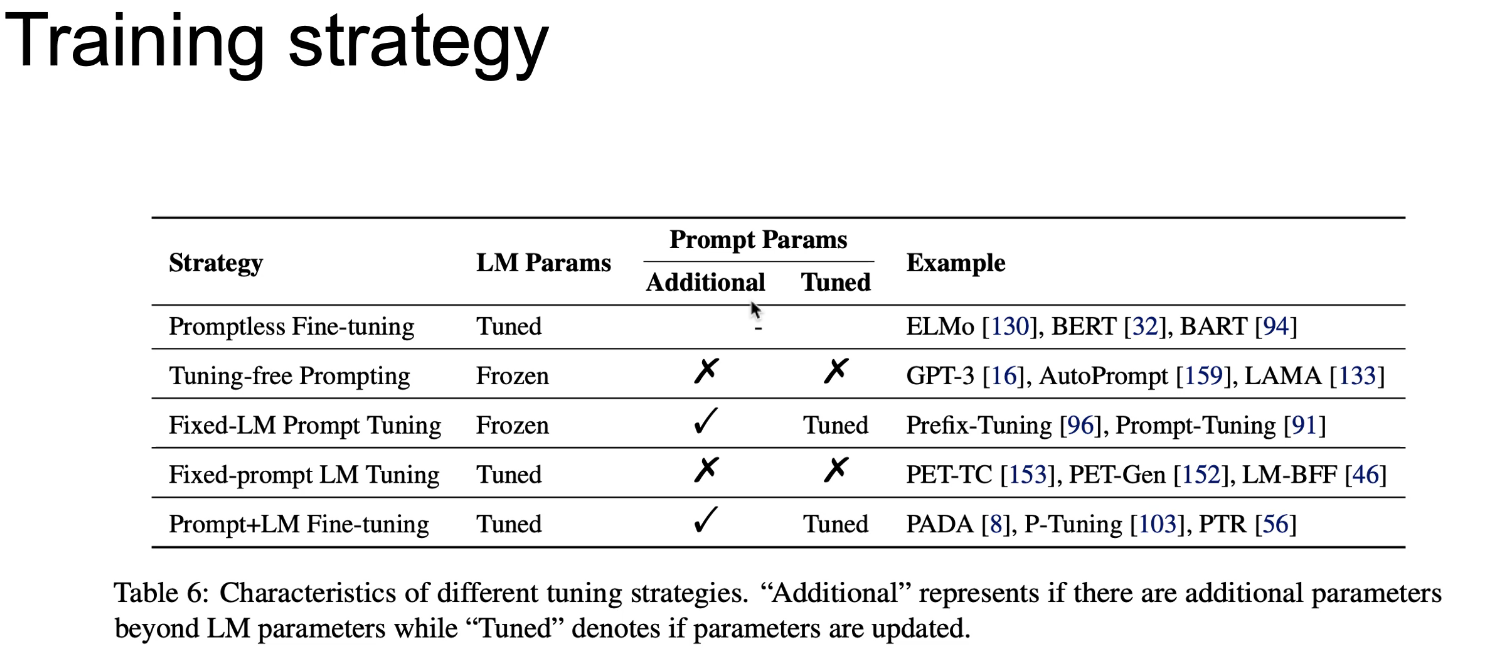 Training strategy
Prompt Params
Strategy LM Params Example
Additional Tuned
Promptless Fine-tuning Tuned - ELMo [130], BERT [32], BART [94]
Tuning-free Prompting Frozen ✗ ✗ GPT-3 [16], AutoPrompt [159], LAMA [133]
Fixed-LM Prompt Tuning Frozen ✓ Tuned Prefix-Tuning [96], Prompt-Tuning [91]
Fixed-prompt LM Tuning Tuned ✗ ✗ PET-TC [153], PET-Gen [152], LM-BFF [46]
Prompt+LM Fine-tuning Tuned ✓ Tuned PADA [8], P-Tuning [103], PTR [56]
Table 6: Characteristics of different tuning strategies. “Additional” represents if there are additional parameters
beyond LM parameters while “Tuned” denotes if parameters are updated.